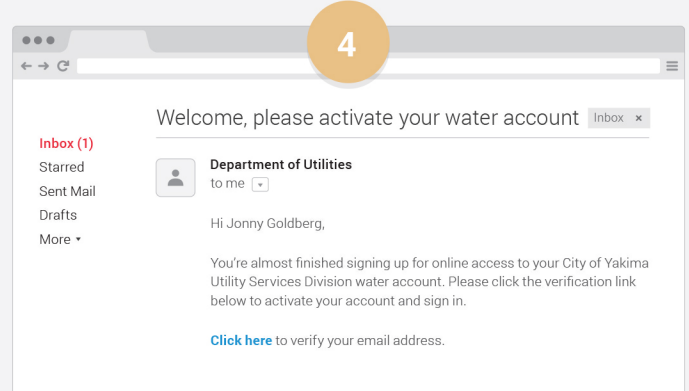 4
Welcome, please activate your water account Inbox ×
Inbox (1)
Starred
Sent Mail
Drafts
More
Department of Utilities
to me
Hi Jonny Goldberg,
You're almost finished signing up for online access to your City of Yakima
Utility Services Division water account. Please click the verification link
below to activate your account and sign in.
Click here to verify your email address.